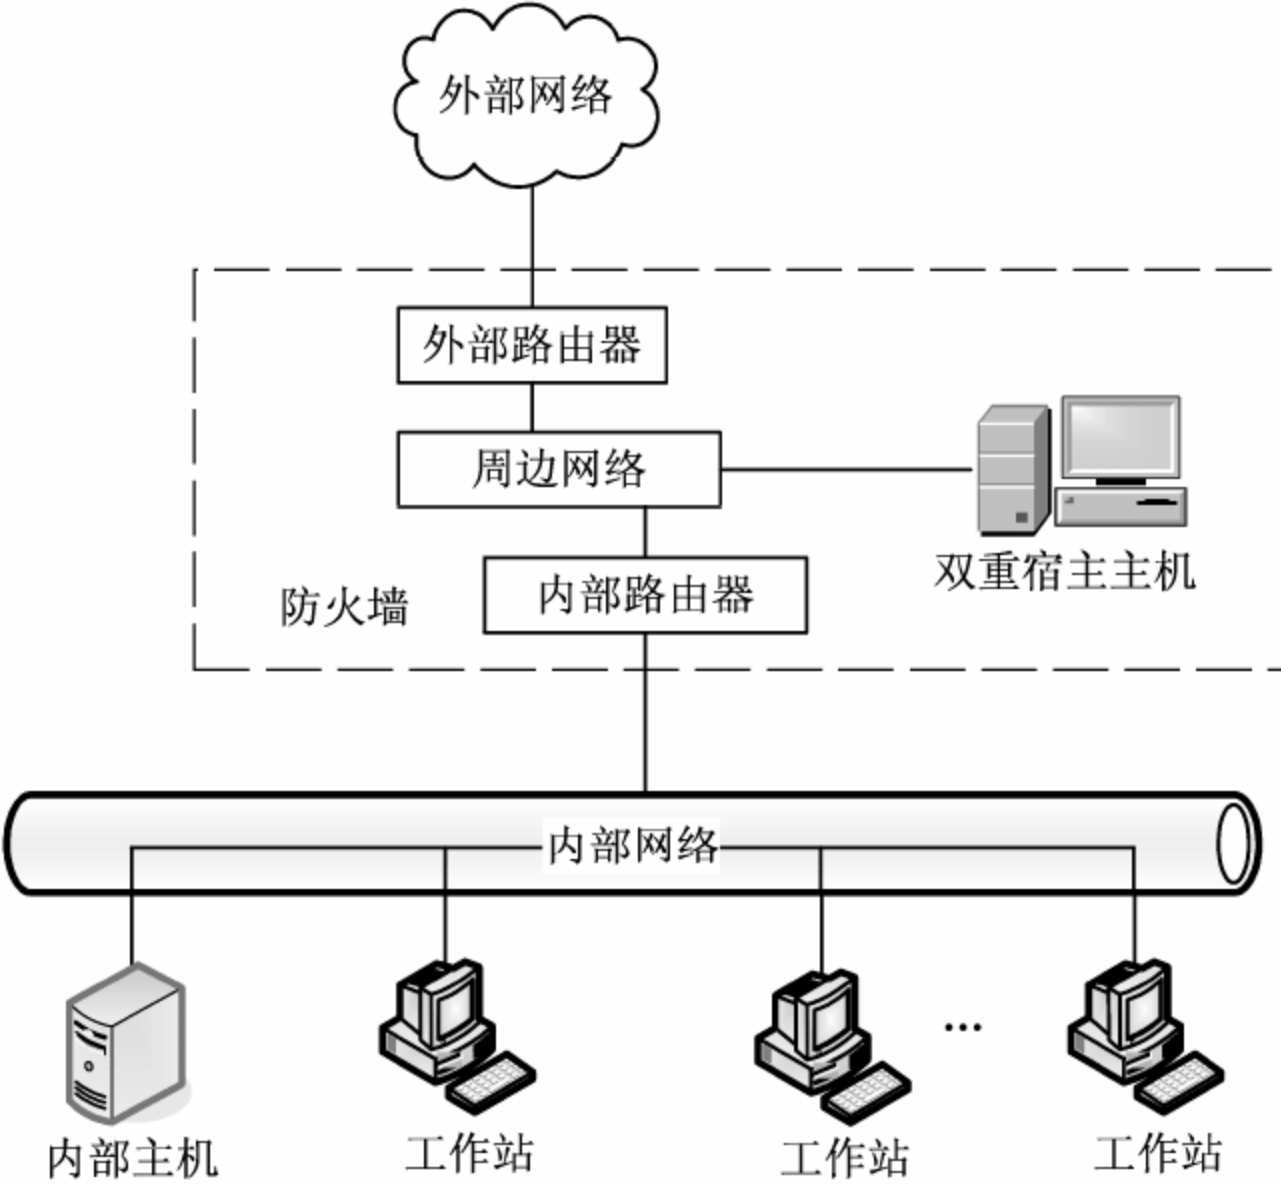 外部网络
外部路由器
周边网络
双重宿主主机
内部路由器
防火墙
内部网络
...
内部主机
工作站
工作站
工作站